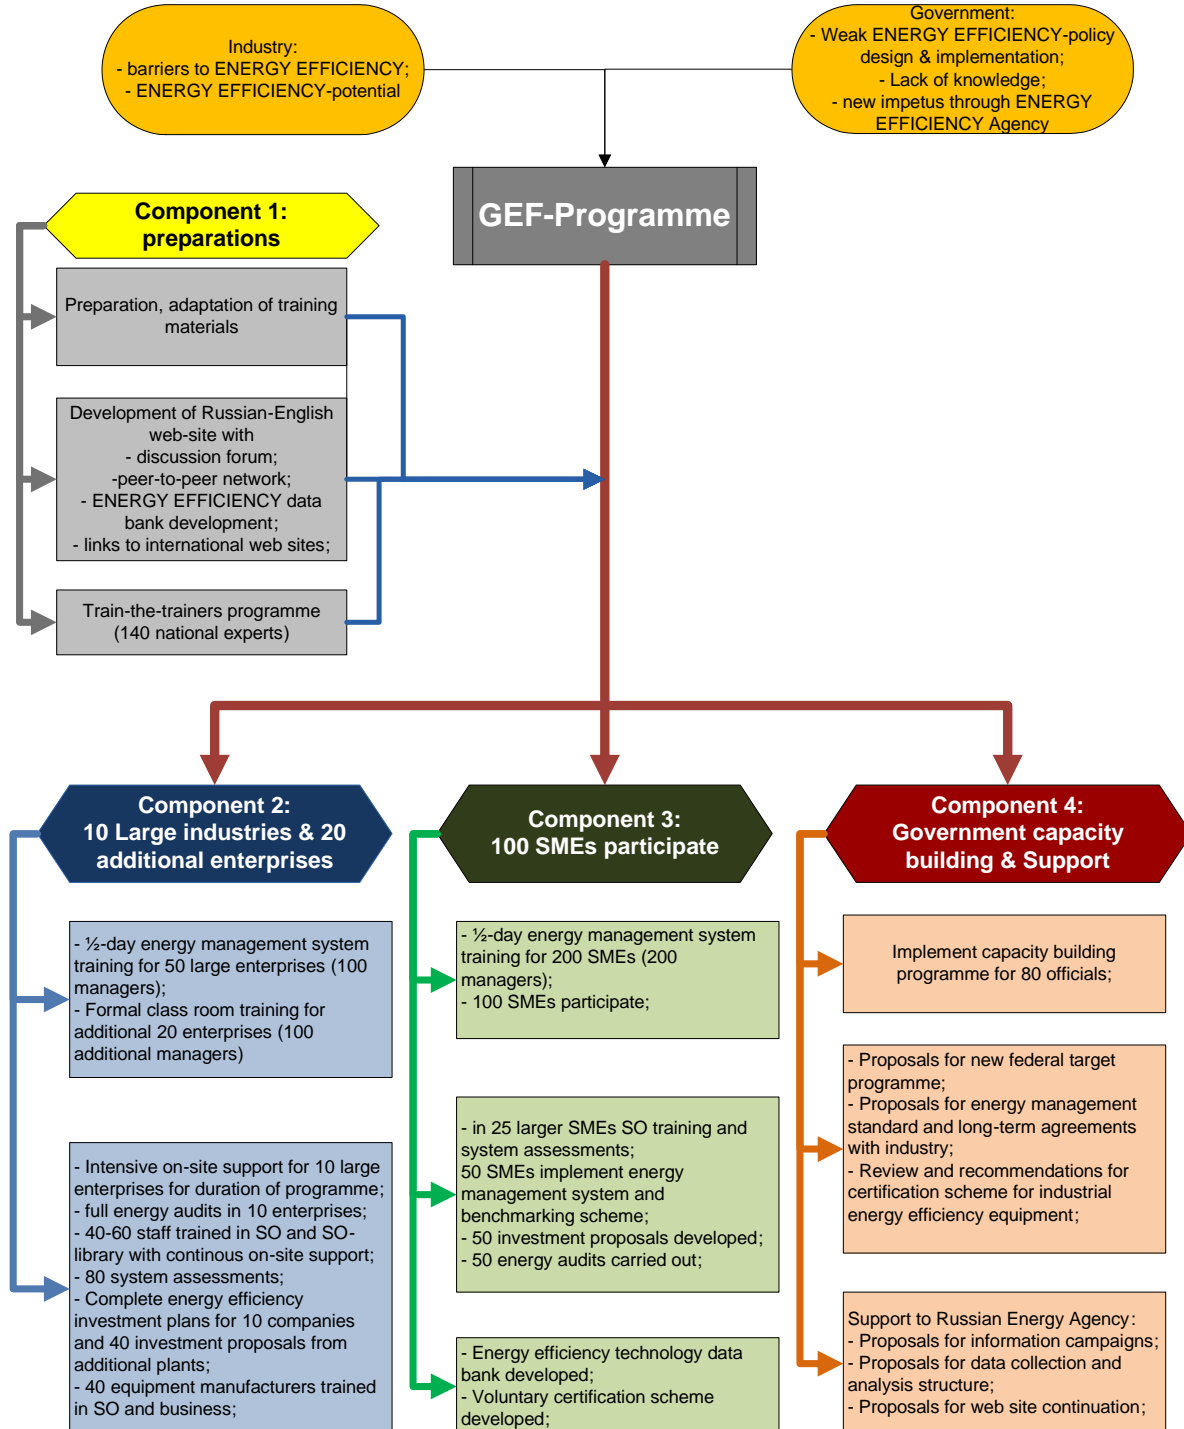 Industry:
- barriers to ENERGY EFFICIENCY;
- ENERGY EFFICIENCY-potential
Government:
- Weak ENERGY EFFICIENCY-policy
design & implementation;
- Lack of knowledge;
- new impetus through ENERGY
EFFICIENCY Agency
GEF-Programme
Component 1:
preparations
Preparation, adaptation of training
materials
Development of Russian-English
web-site with
- discussion forum;
-peer-to-peer network;
- ENERGY EFFICIENCY data
bank development;
- links to international web sites;
Train-the-trainers programme
(140 national experts)
Component 2:
10 Large industries & 20
additional enterprises
- ½-day energy management system
training for 50 large enterprises (100
managers);
- Formal class room training for
additional 20 enterprises (100
additional managers)
- Intensive on-site support for 10 large
enterprises for duration of programme;
- full energy audits in 10 enterprises;
- 40-60 staff trained in SO and SO-
library with continous on-site support;
- 80 system assessments;
- Complete energy efficiency
investment plans for 10 companies
and 40 investment proposals from
additional plants;
- 40 equipment manufacturers trained
in SO and business;
Component 3:
100 SMEs participate
- ½-day energy management system
training for 200 SMEs (200
managers);
- 100 SMEs participate;
- in 25 larger SMEs SO training and
system assessments;
50 SMEs implement energy
management system and
benchmarking scheme;
- 50 investment proposals developed;
- 50 energy audits carried out;
- Energy efficiency technology data
bank developed;
- Voluntary certification scheme
developed;
Component 4:
Government capacity
building & Support
Implement capacity building
programme for 80 officials;
- Proposals for new federal target
programme;
- Proposals for energy management
standard and long-term agreements
with industry;
- Review and recommendations for
certification scheme for industrial
energy efficiency equipment;
Support to Russian Energy Agency:
- Proposals for information campaigns;
- Proposals for data collection and
analysis structure;
- Proposals for web site continuation;